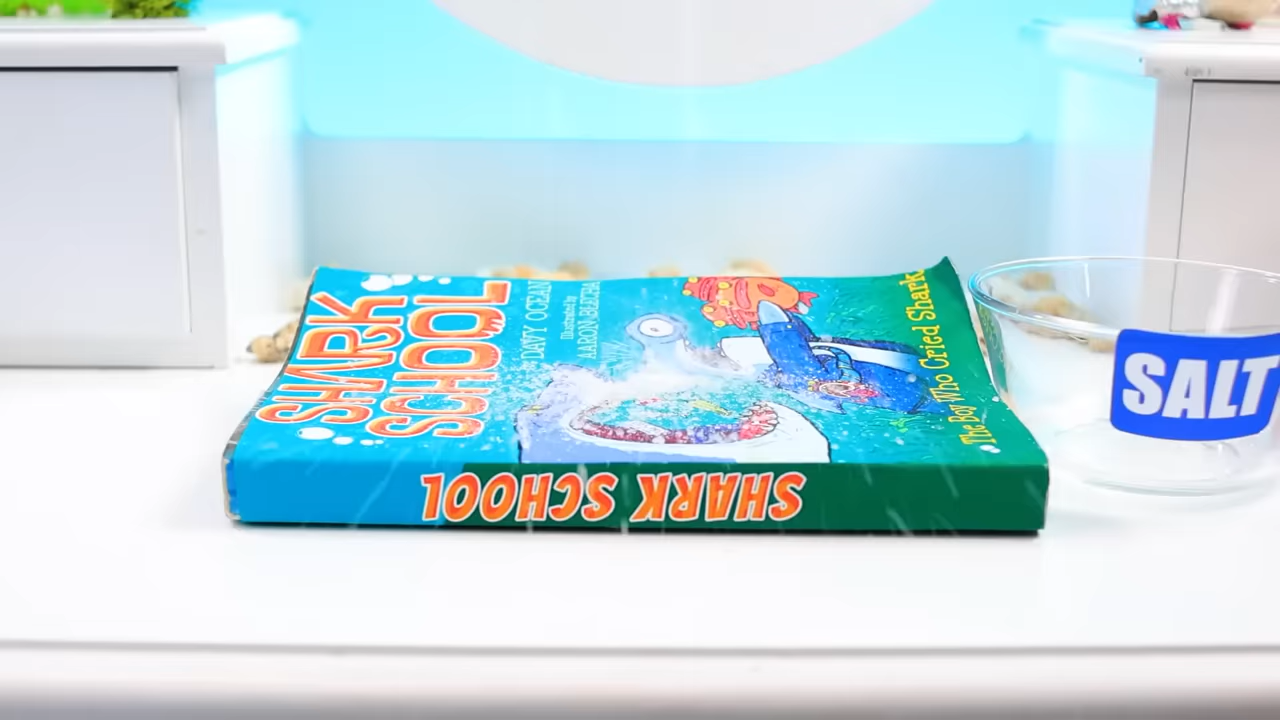 SHARK
SCHOOL
DAVY OCEAN
Illustrated by
AARON BLECHA
The Boy Who Cried Shark
SHARK SCHOOL
SALT